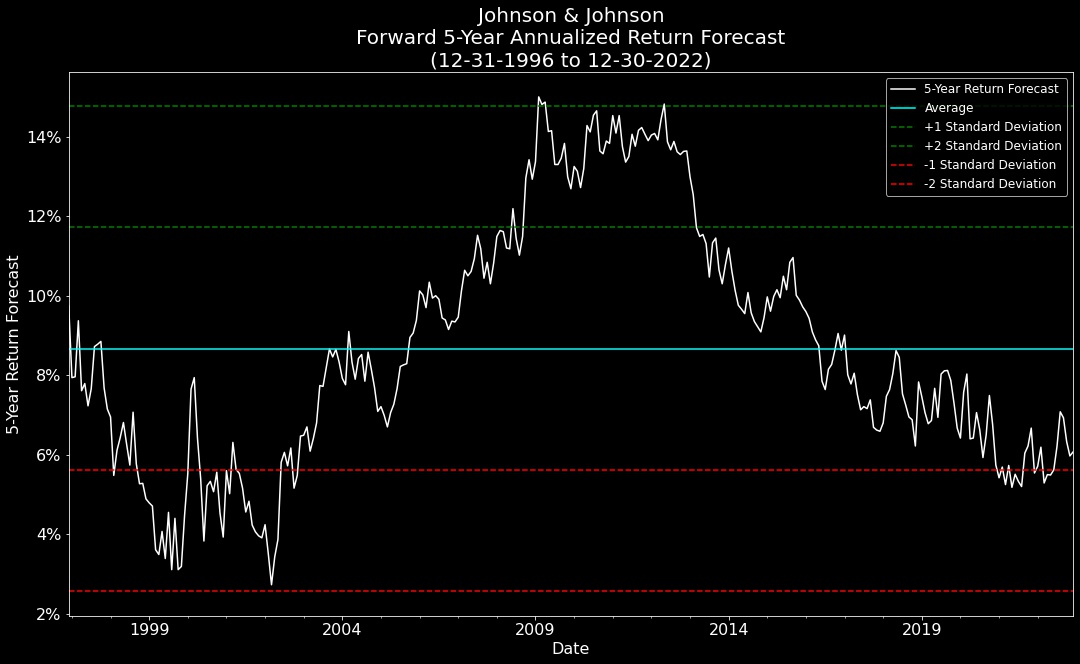 Johnson & Johnson
Forward 5-Year Annualized Return Forecast
(12-31-1996 to 12-30-2022)
5-Year Return Forecast
Average
+1 Standard Deviation
+2 Standard Deviation
-1 Standard Deviation
-2 Standard Deviation
5-Year Return Forecast
14%
12%
10%
8%
6%
4%
2%
1999 2004 2009 2014 2019
Date